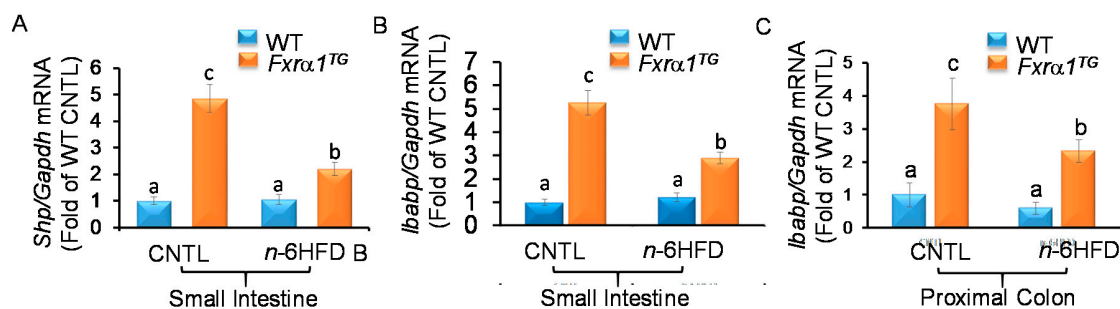 A
WT
Fxrα1TG
Shp/Gapdh mRNA
(Fold of WT CNTL)
6
5
4
3
2
1
0
a
c
a
b
CNTL
n-6HFD B
Small Intestine
B
WT
Fxrα1TG
Ibabp/Gapdh mRNA
(Fold of WT CNTL)
7
6
5
4
3
2
1
0
a
c
a
b
CNTL
n-6HFD
Small Intestine
C
WT
Fxrα1TG
Ibabp/Gapdh mRNA
(Fold of WT CNTL)
5
4
3
2
1
0
a
c
a
b
CNTL
n-6HFD
Proximal Colon